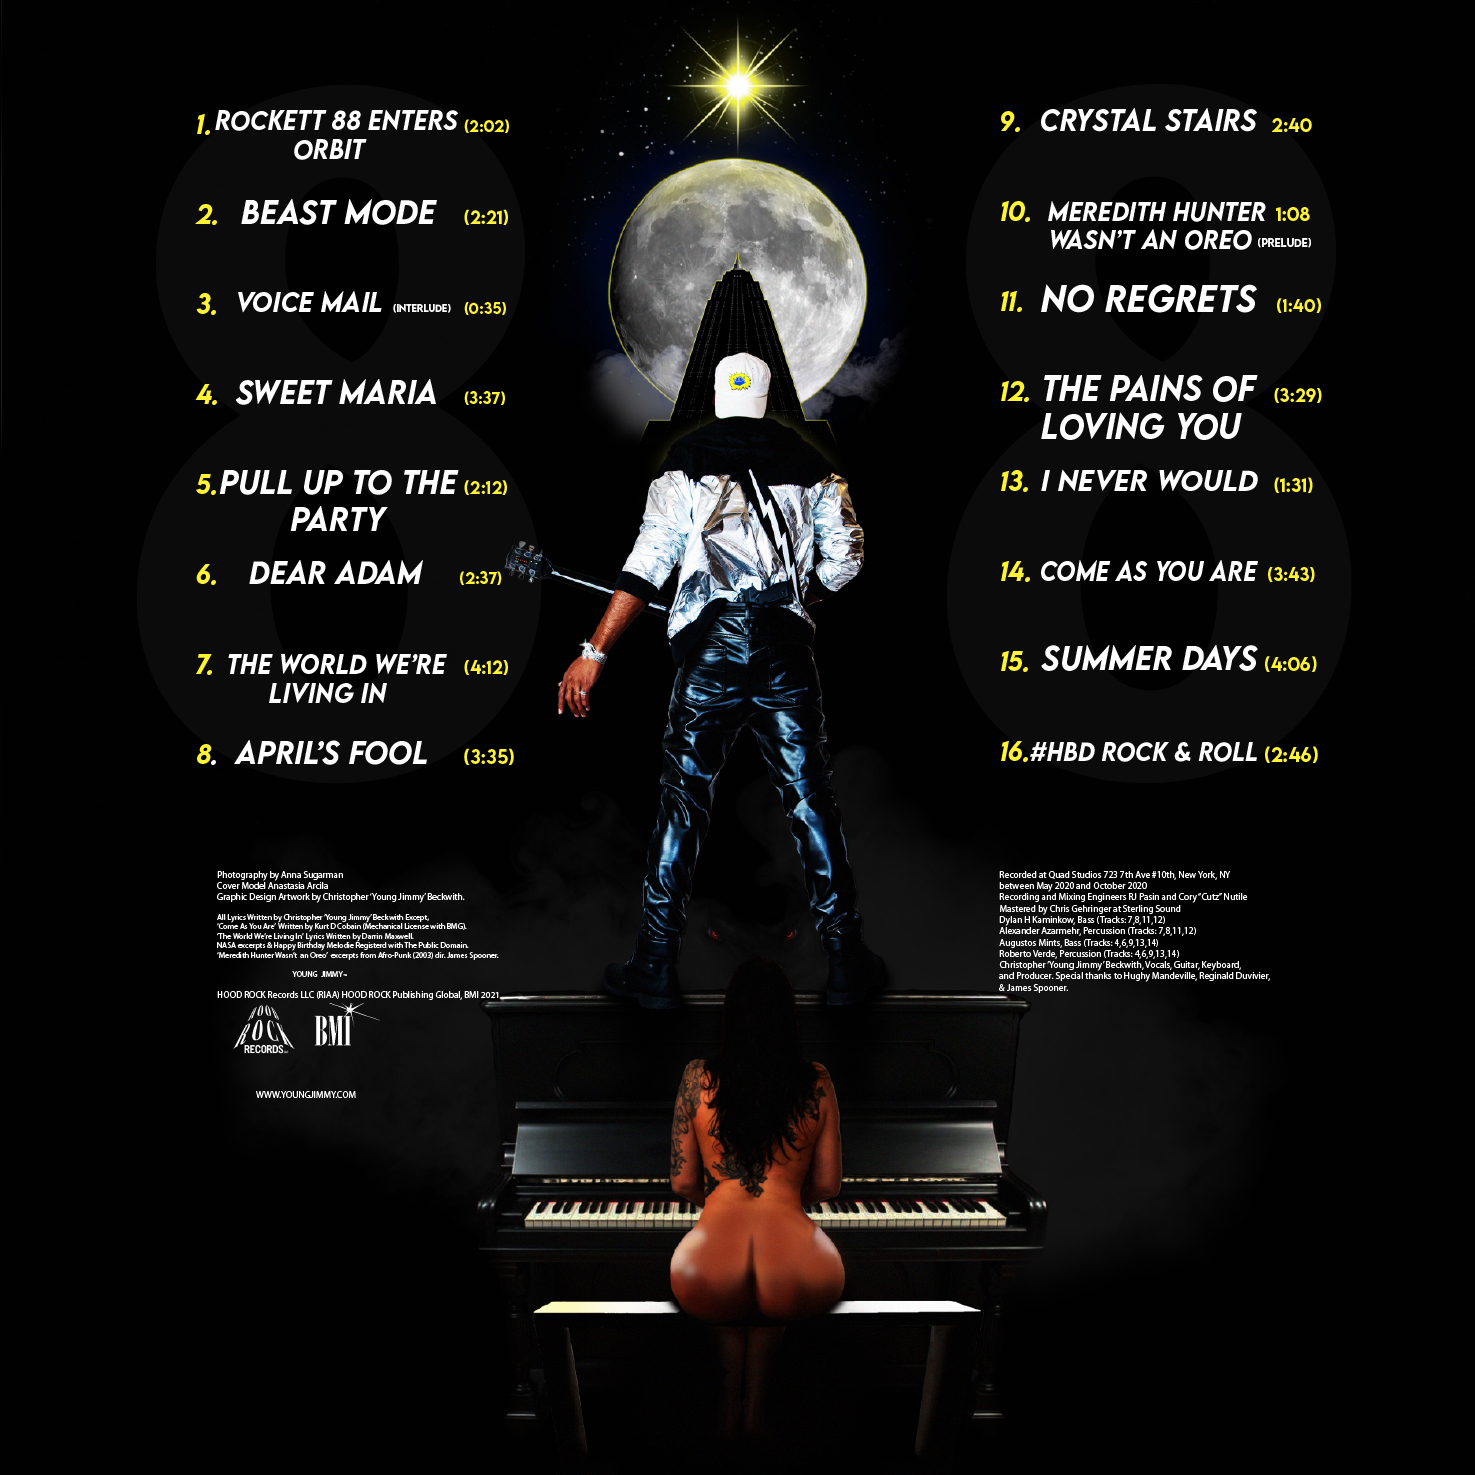 1. ROCKETT 88 ENTERS (2:02)
ORBIT
2. BEAST MODE (2:21)
3. VOICE MAIL (INTERLUDE) (0:35)
4. SWEET MARIA (3:37)
5. PULL UP TO THE (2:12)
PARTY
6. DEAR ADAM (2:37)
7. THE WORLD WE'RE (4:12)
LIVING IN
8. APRIL'S FOOL (3:35)
9. CRYSTAL STAIRS 2:40
10. MEREDITH HUNTER 1:08
WASN'T AN OREO (PRELUDE)
11. NO REGRETS (1:40)
12. THE PAINS OF (3:29)
LOVING YOU
13. I NEVER WOULD (1:31)
14. COME AS YOU ARE (3:43)
15. SUMMER DAYS (4:06)
16. #HBD ROCK & ROLL (2:46)
Photography by Anna Sugarman
Cover Model Anastasia Arcila
Graphic Design Artwork by Christopher 'Young Jimmy' Beckwith.
All Lyrics Written by Christopher 'Young Jimmy' Beckwith Except,
'Come As You Are' Written by Kurt D Cobain (Mechanical License with BMG).
'The World We're Living In' Lyrics Written by Darrin Maxwell.
NASA excerpts & Happy Birthday Melodie Registerd with The Public Domain.
'Meredith Hunter Wasn't an Oreo' excerpts from Afro-Punk (2003) dir. James Spooner.
YOUNG JIMMY
HOOD ROCK Records LLC (RIAA) HOOD ROCK Publishing Global, BMI 2021
HOOD
ROCK
RECORDS
BMI
WWW.YOUNGJIMMY.COM
Recorded at Quad Studios 723 7th Ave #10th, New York, NY
between May 2020 and October 2020
Recording and Mixing Engineers RJ Pasin and Cory "Cutz" Nutile
Mastered by Chris Gehringer at Sterling Sound
Dylan H Kaminkow, Bass (Tracks: 7,8,11,12)
Alexander Azarmehr, Percussion (Tracks: 7,8,11,12)
Augustos Mints, Bass (Tracks: 4,6,9,13,14)
Roberto Verde, Percussion (Tracks: 4,6,9,13,14)
Christopher 'Young Jimmy' Beckwith, Vocals, Guitar, Keyboard,
and Producer. Special thanks to Hughy Mandeville, Reginald Duvivier,
& James Spooner.